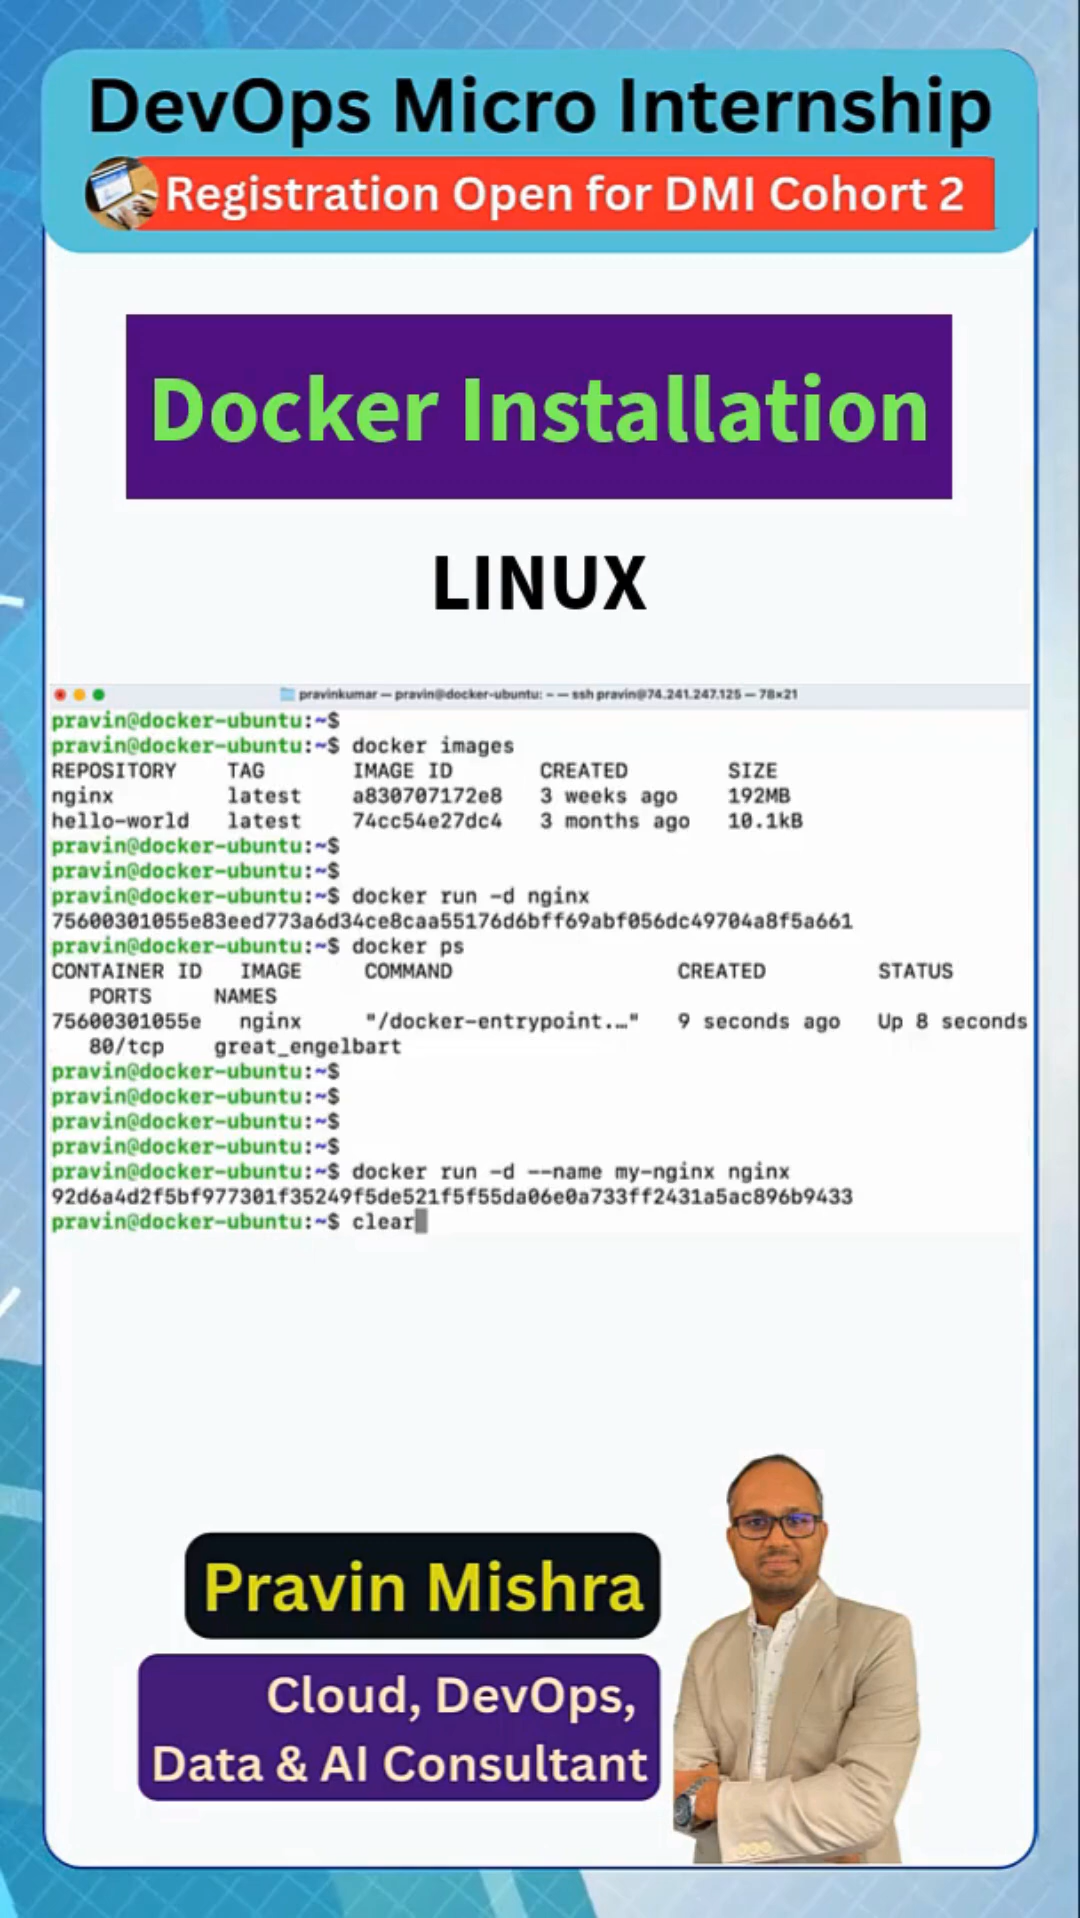 DevOps Micro Internship
Registration Open for DMI Cohort 2
Docker Installation
LINUX
pravinkumar — pravin@docker-ubuntu: ~ — ssh pravin@74.241.247.125 — 78×21
pravin@docker-ubuntu:~$
pravin@docker-ubuntu:~$ docker images
REPOSITORY    TAG       IMAGE ID       CREATED        SIZE
nginx         latest    a830707172e8   3 weeks ago    192MB
hello-world   latest    74cc54e27dc4   3 months ago   10.1kB
pravin@docker-ubuntu:~$
pravin@docker-ubuntu:~$
pravin@docker-ubuntu:~$ docker run -d nginx
75600301055e83eed773a6d34ce8caa55176d6bff69abf056dc49704a8f5a661
pravin@docker-ubuntu:~$ docker ps
CONTAINER ID   IMAGE     COMMAND                  CREATED         STATUS
   PORTS     NAMES
75600301055e   nginx     "/docker-entrypoint.…"   9 seconds ago   Up 8 seconds
   80/tcp    great_engelbart
pravin@docker-ubuntu:~$
pravin@docker-ubuntu:~$
pravin@docker-ubuntu:~$
pravin@docker-ubuntu:~$
pravin@docker-ubuntu:~$ docker run -d --name my-nginx nginx
92d6a4d2f5bf977301f35249f5de521f5f55da06e0a733ff2431a5ac896b9433
pravin@docker-ubuntu:~$ clear
Pravin Mishra
Cloud, DevOps,
Data & AI Consultant